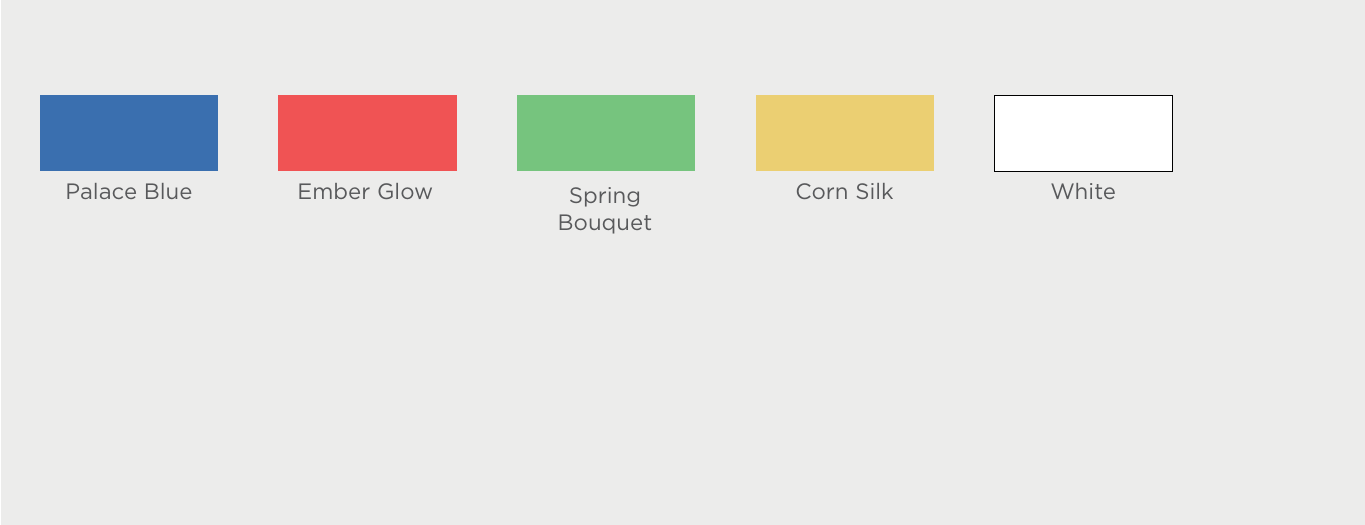 Palace Blue
Ember Glow
Spring
Bouquet
Corn Silk
White